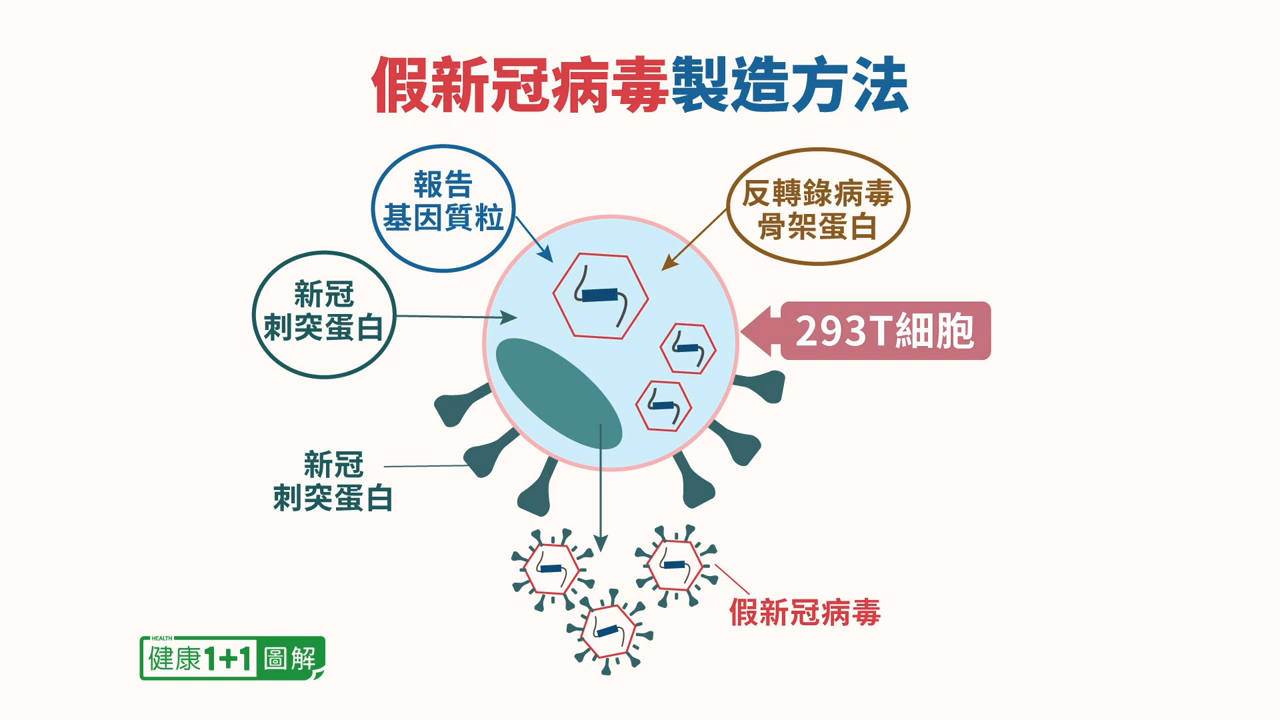 假新冠病毒製造方法
報告
基因質粒
反轉錄病毒
骨架蛋白
新冠
刺突蛋白
293T細胞
新冠
刺突蛋白
假新冠病毒
HEALTH
健康1+1圖解